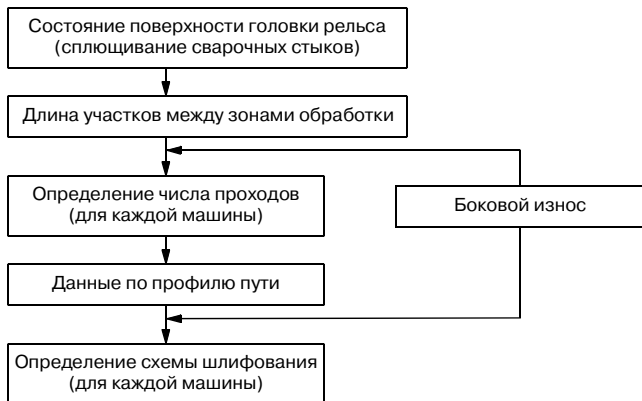 Состояние поверхности головки рельса
(сплющивание сварочных стыков)
Длина участков между зонами обработки
Определение числа проходов
(для каждой машины)
Боковой износ
Данные по профилю пути
Определение схемы шлифования
(для каждой машины)